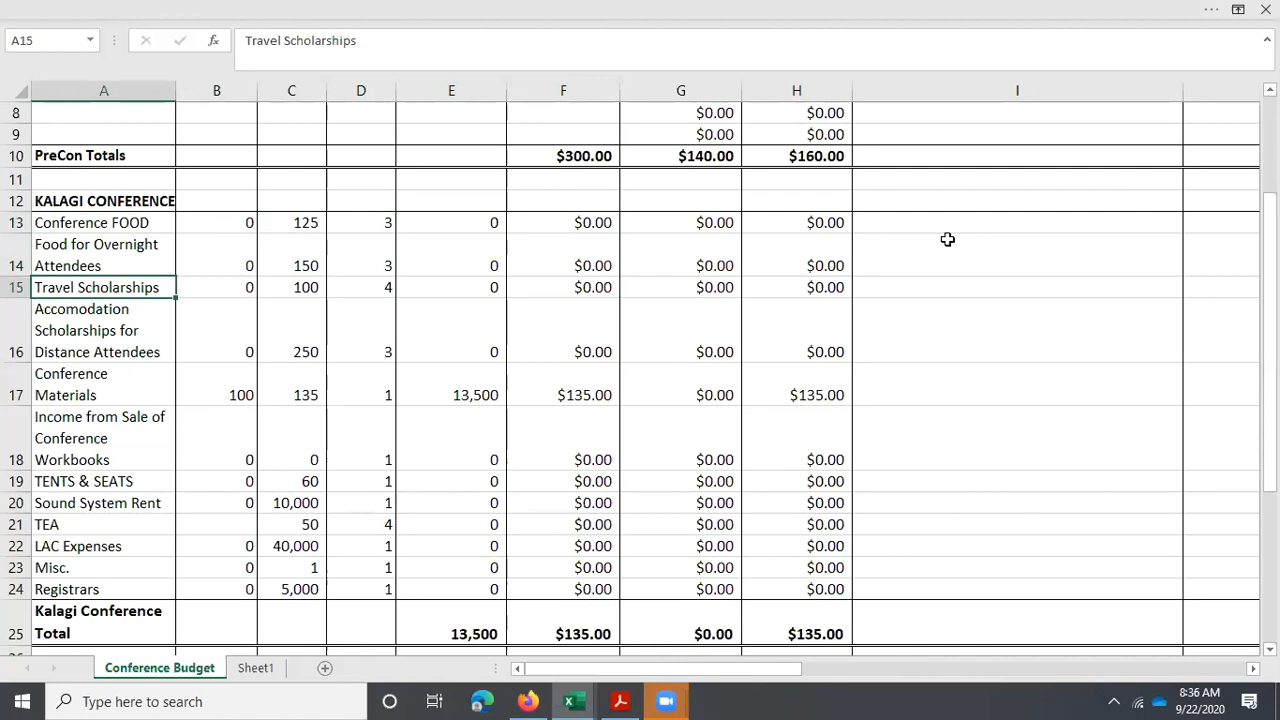 A15 fx Travel Scholarships
A B C D E F G H I
8 $0.00 $0.00
9 $0.00 $0.00
10 PreCon Totals $300.00 $140.00 $160.00
11
12 KALAGI CONFERENCE
13 Conference FOOD 0 125 3 0 $0.00 $0.00 $0.00
Food for Overnight
14 Attendees 0 150 3 0 $0.00 $0.00 $0.00
15 Travel Scholarships 0 100 4 0 $0.00 $0.00 $0.00
Accomodation
Scholarships for
16 Distance Attendees 0 250 3 0 $0.00 $0.00 $0.00
Conference
17 Materials 100 135 1 13,500 $135.00 $0.00 $135.00
Income from Sale of
Conference
18 Workbooks 0 0 1 0 $0.00 $0.00 $0.00
19 TENTS & SEATS 0 60 1 0 $0.00 $0.00 $0.00
20 Sound System Rent 0 10,000 1 0 $0.00 $0.00 $0.00
21 TEA 50 4 0 $0.00 $0.00 $0.00
22 LAC Expenses 0 40,000 1 0 $0.00 $0.00 $0.00
23 Misc. 0 1 1 0 $0.00 $0.00 $0.00
24 Registrars 0 5,000 1 0 $0.00 $0.00 $0.00
Kalagi Conference
25 Total 13,500 $135.00 $0.00 $135.00
Conference Budget Sheet1
Type here to search
8:36 AM
9/22/2020